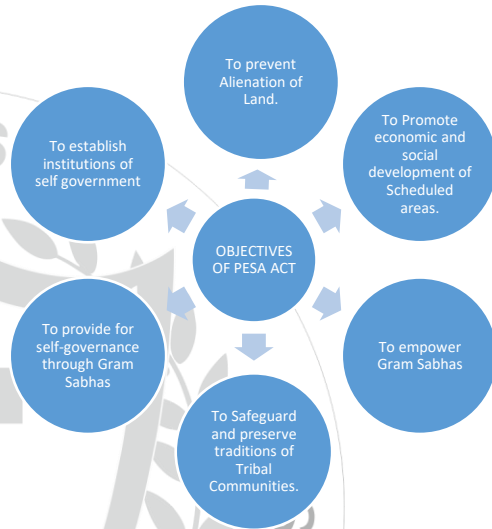 To prevent
Alienation of
Land.
To Promote
economic and
social
development of
Scheduled
areas.
To empower
Gram Sabhas
To Safeguard
and preserve
traditions of
Tribal
Communities.
To provide for
self-governance
through Gram
Sabhas
To establish
institutions of
self government
OBJECTIVES
OF PESA ACT